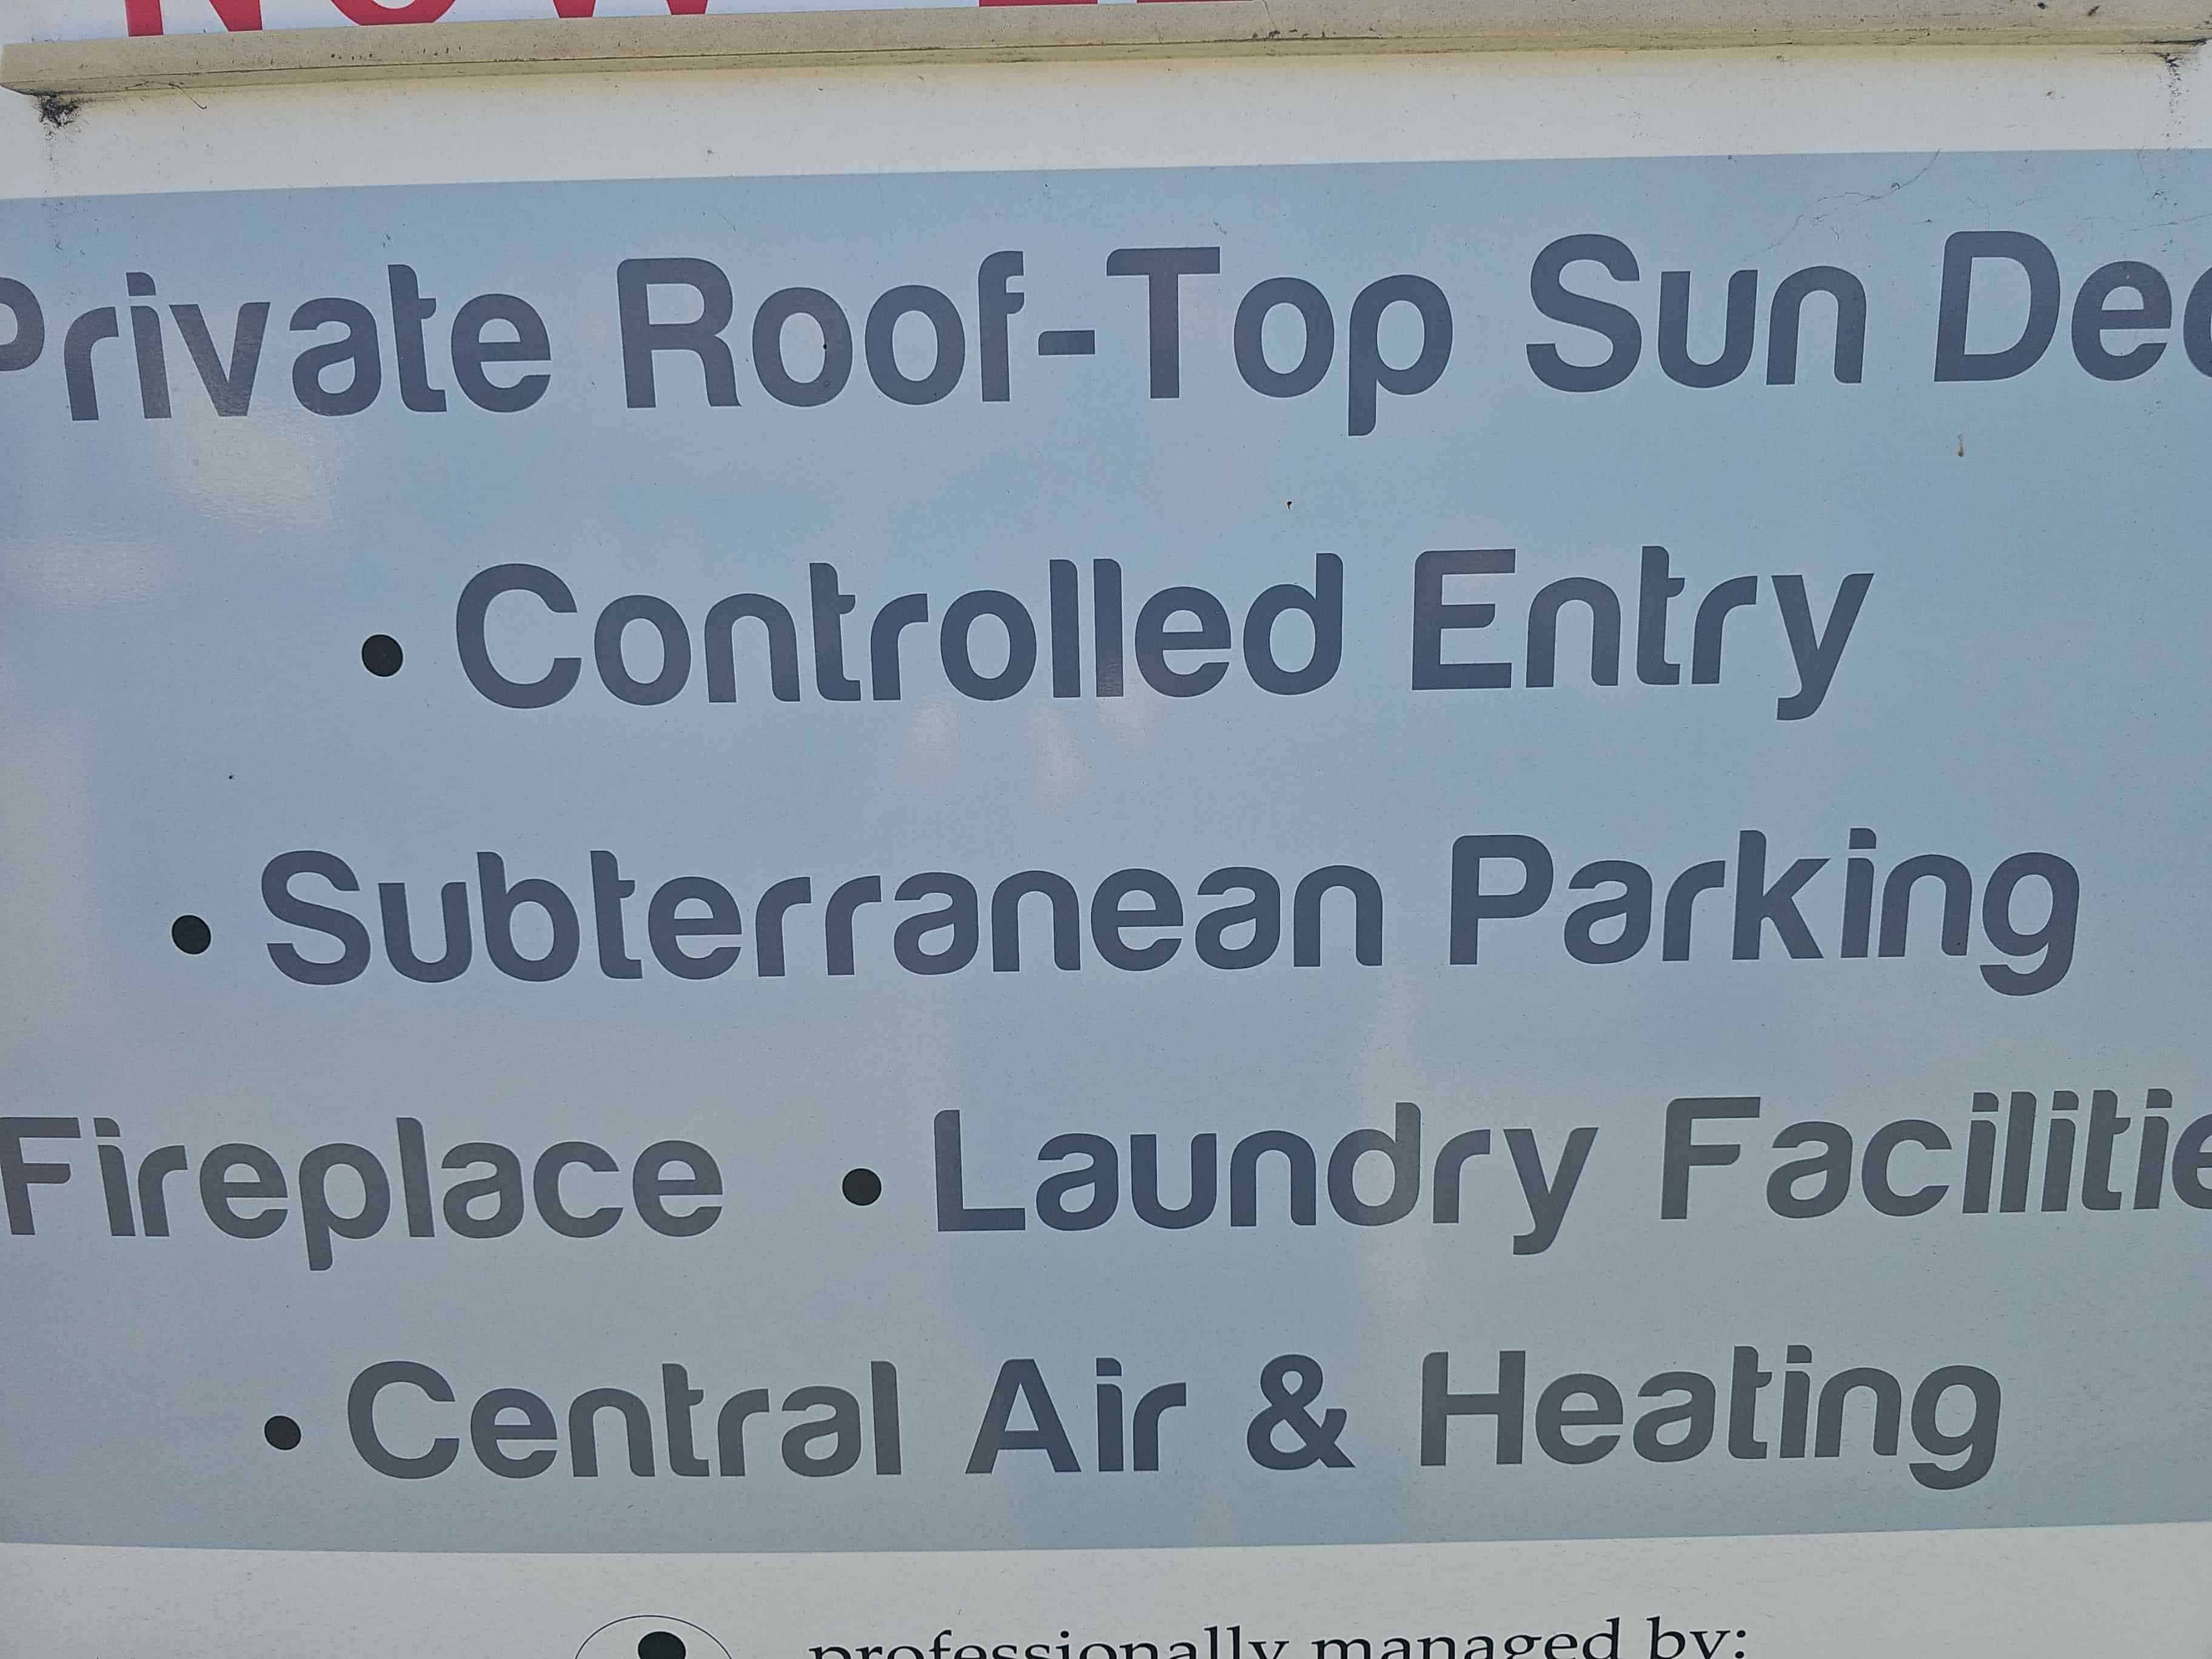 Private Roof-Top Sun Dec
• Controlled Entry
• Subterranean Parking
Fireplace • Laundry Facilitie
• Central Air & Heating
professionally managed by: